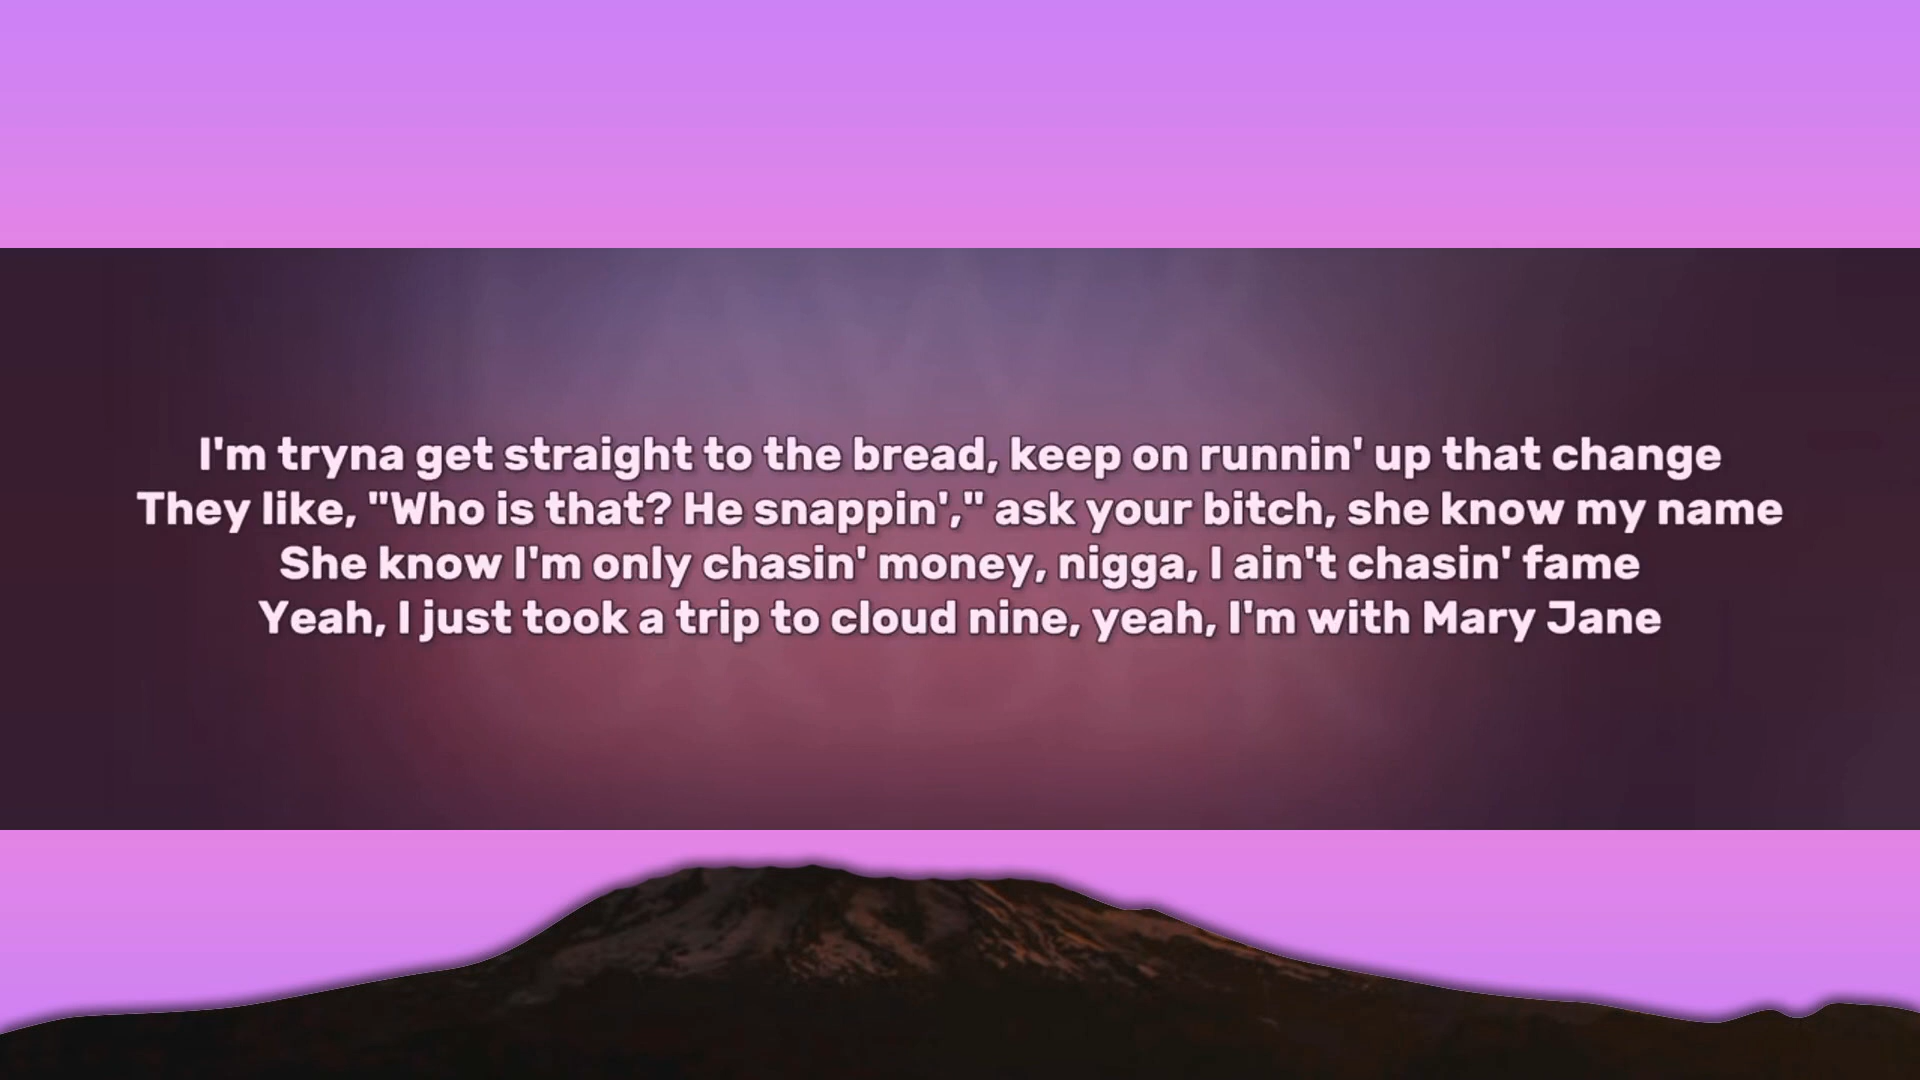 I'm tryna get straight to the bread, keep on runnin' up that change
They like, "Who is that? He snappin'," ask your bitch, she know my name
She know I'm only chasin' money, nigga, I ain't chasin' fame
Yeah, I just took a trip to cloud nine, yeah, I'm with Mary Jane